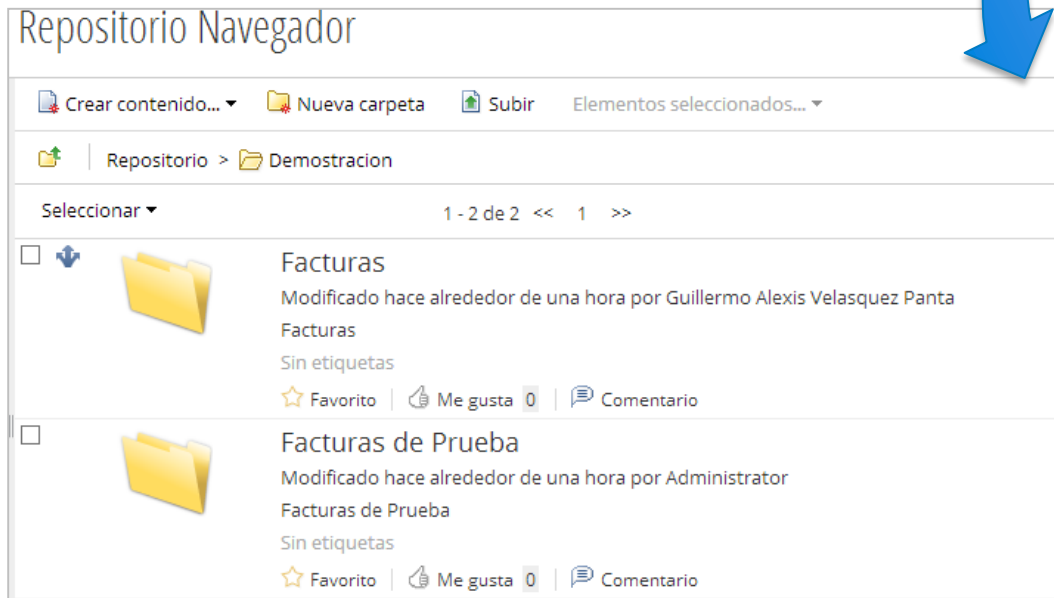 Repositorio Navegador
Crear contenido... Nueva carpeta Subir Elementos seleccionados...
Repositorio > Demostracion
Seleccionar 1 - 2 de 2 << 1 >>
Facturas
Modificado hace alrededor de una hora por Guillermo Alexis Velasquez Panta
Facturas
Sin etiquetas
Favorito Me gusta 0 Comentario
Facturas de Prueba
Modificado hace alrededor de una hora por Administrator
Facturas de Prueba
Sin etiquetas
Favorito Me gusta 0 Comentario